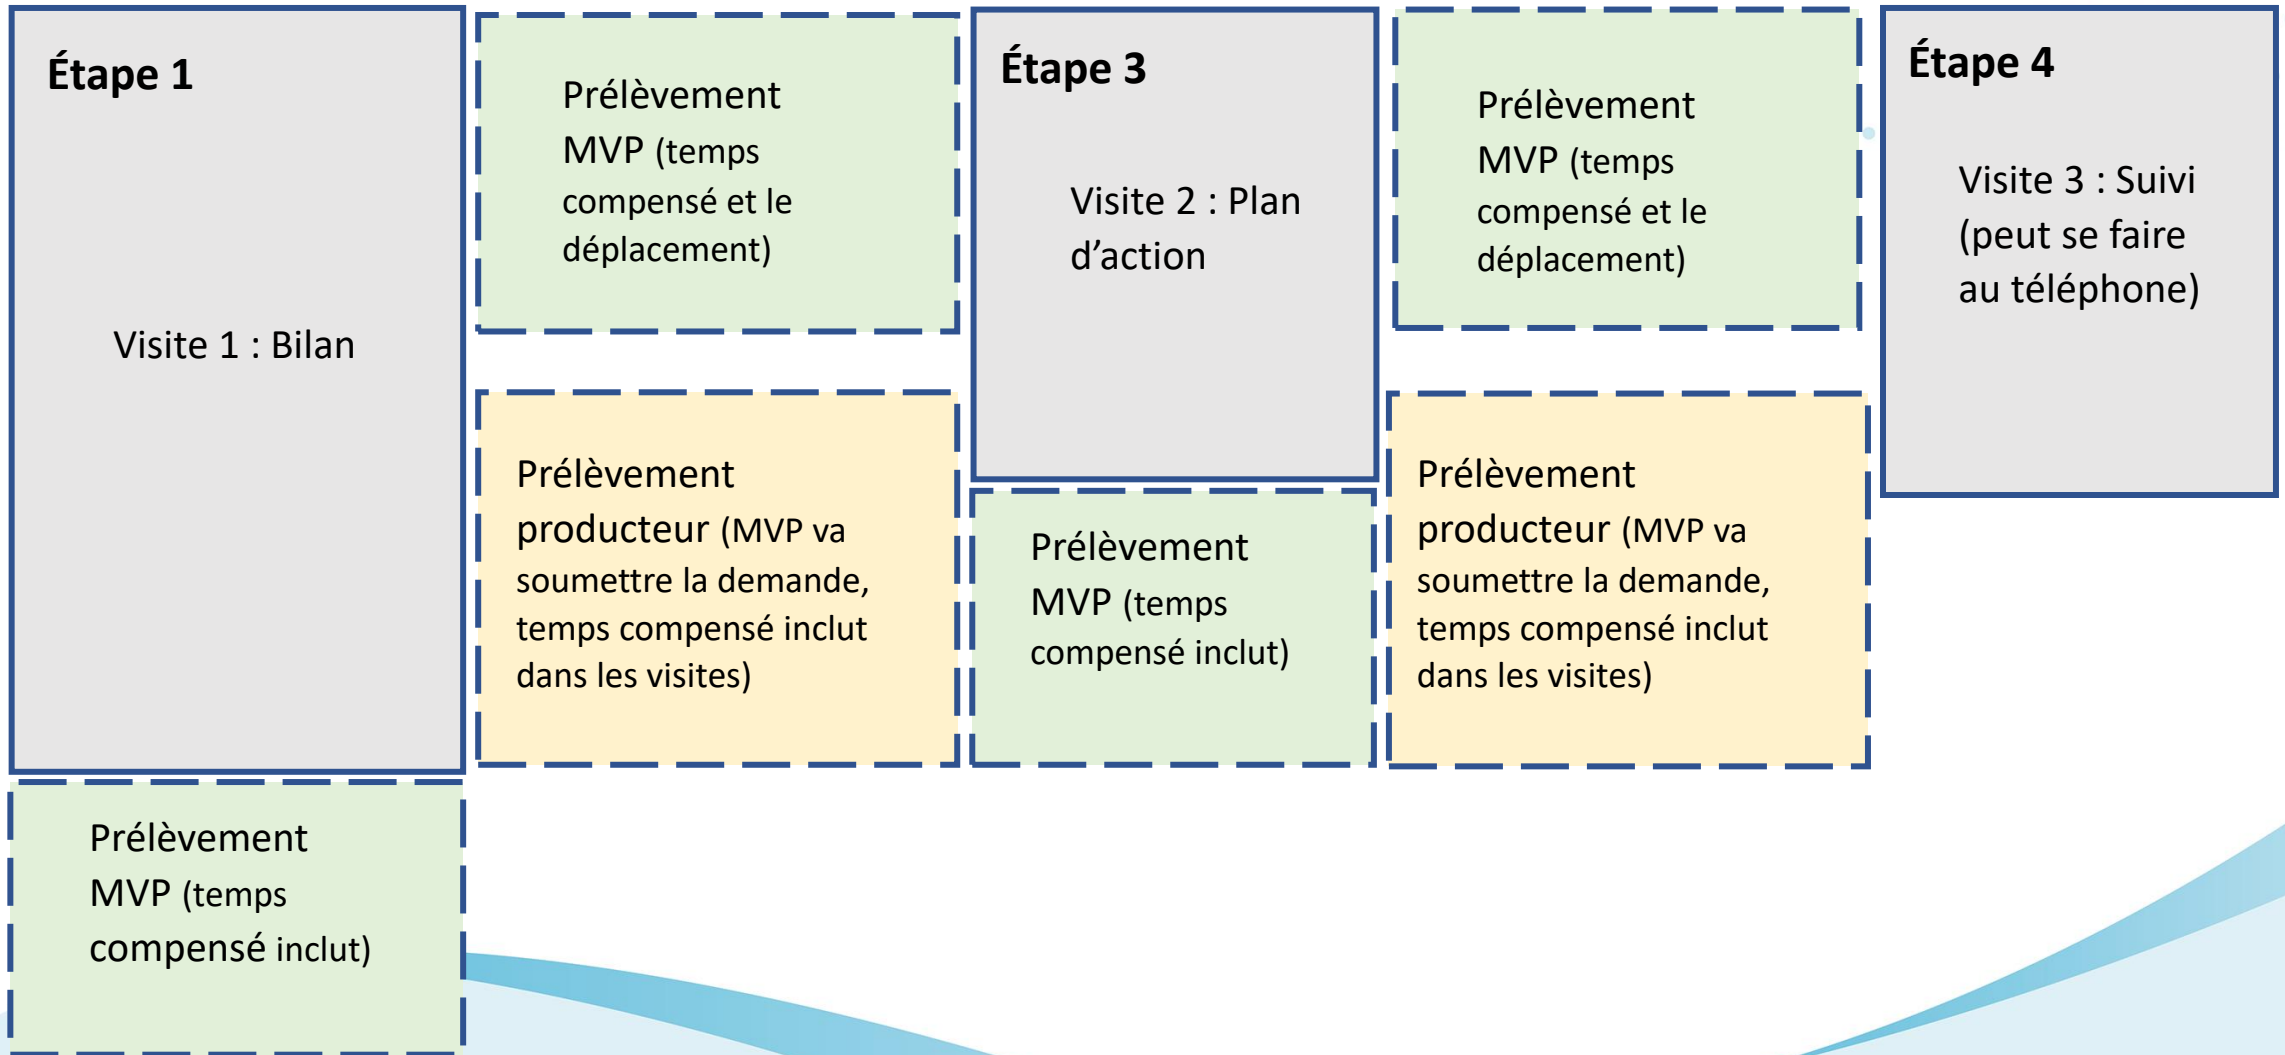 Étape 1
Visite 1 : Bilan
Prélèvement
MVP (temps
compensé inclut)
Prélèvement
MVP (temps
compensé et le
déplacement)
Prélèvement
producteur (MVP va
soumettre la demande,
temps compensé inclut
dans les visites)
Étape 3
Visite 2 : Plan
d’action
Prélèvement
MVP (temps
compensé inclut)
Prélèvement
MVP (temps
compensé et le
déplacement)
Prélèvement
producteur (MVP va
soumettre la demande,
temps compensé inclut
dans les visites)
Étape 4
Visite 3 : Suivi
(peut se faire
au téléphone)